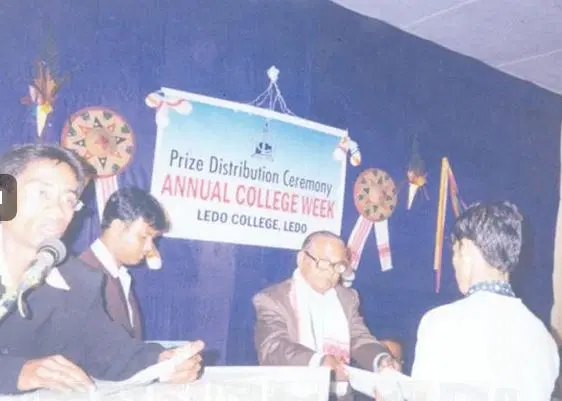 Prize Distribution Ceremony
ANNUAL COLLEGE WEEK
LEDO COLLEGE, LEDO